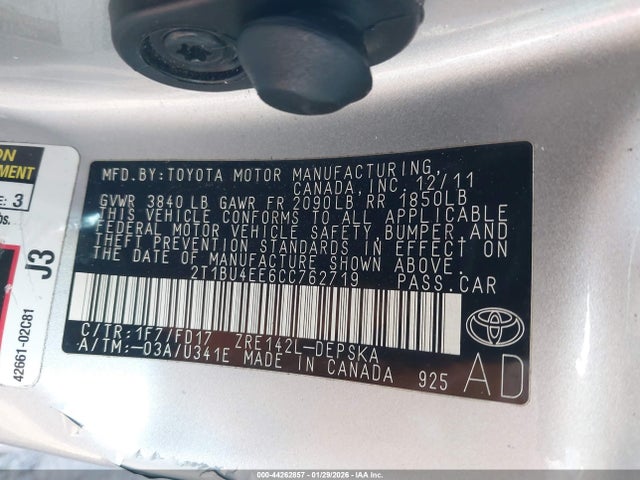 MFD. BY: TOYOTA MOTOR MANUFACTURING,
CANADA, INC. 12/11
GVWR 3840 LB GAWR FR 2090LB RR 1850LB
THIS VEHICLE CONFORMS TO ALL APPLICABLE
FEDERAL MOTOR VEHICLE SAFETY, BUMPER, AND
THEFT PREVENTION STANDARDS IN EFFECT ON
THE DATE OF MANUFACTURE SHOWN ABOVE.
2T1BU4EE6CC762719 PASS. CAR
C/TR: 1F7/FD17 ZRE142L-DEPSKA
A/TM: -03A/U341E MADE IN CANADA 925
AD
ON
EMENT
3
bs.
J3
42661-02C81
000-44262657 - 01/29/2026 - IAA Inc.